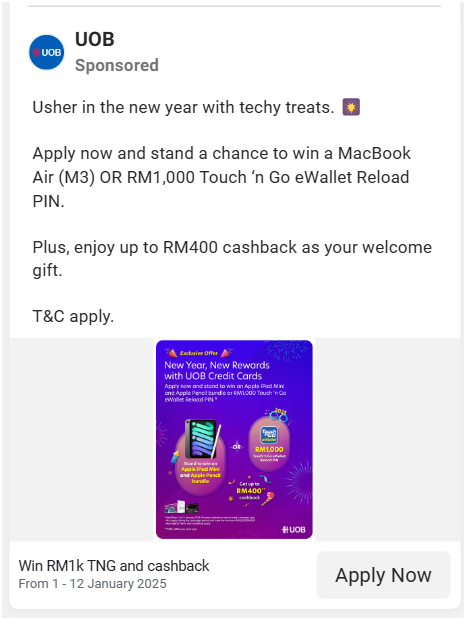 UOB
UOB
Sponsored
Usher in the new year with techy treats.
Apply now and stand a chance to win a MacBook
Air (M3) OR RM1,000 Touch ‘n Go eWallet Reload
PIN.
Plus, enjoy up to RM400 cashback as your welcome
gift.
T&C apply.
Exclusive Offer
New Year, New Rewards
with UOB Credit Cards
Apply now and stand to win an Apple iPad Mini
and Apple Pencil bundle or RM1,000 Touch ‘n Go
eWallet Reload PIN.*
2025
Touch
eWallet
OR
RM1,000
Touch ‘n Go eWallet
Reload PIN
Stand to win an
Apple iPad Mini
and Apple Pencil
bundle
Get up to
RM400**
cashback
UOB
Win RM1k TNG and cashback
From 1 - 12 January 2025
Apply Now